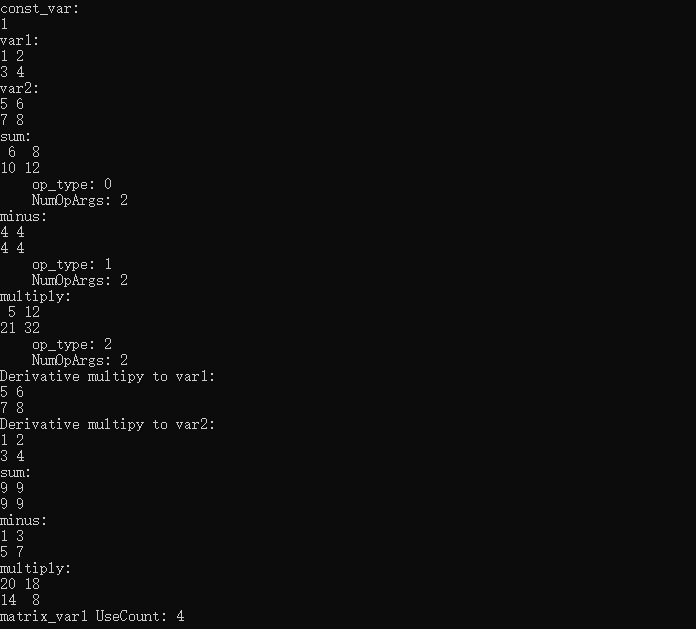 const_var:
1
var1:
1 2
3 4
var2:
5 6
7 8
sum:
 6  8
10 12
    op_type: 0
    NumOpArgs: 2
minus:
4 4
4 4
    op_type: 1
    NumOpArgs: 2
multiply:
 5 12
21 32
    op_type: 2
    NumOpArgs: 2
Derivative multipy to var1:
5 6
7 8
Derivative multipy to var2:
1 2
3 4
sum:
9 9
9 9
minus:
1 3
5 7
multiply:
20 18
14  8
matrix_var1 UseCount: 4